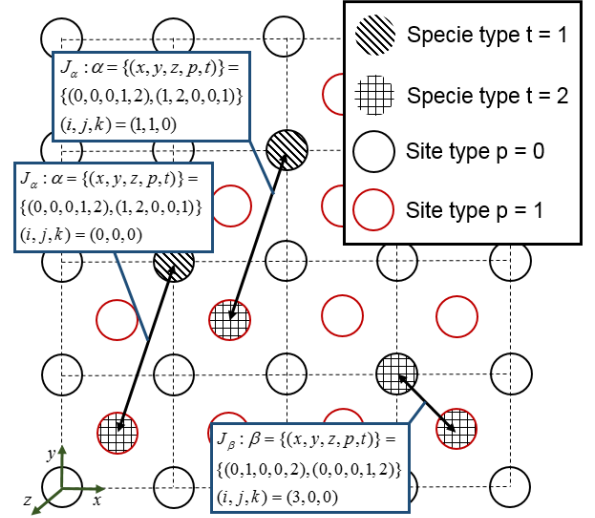 Specie type t = 1
Specie type t = 2
Site type p = 0
Site type p = 1
J_α : α = {(x, y, z, p, t)} =
{(0,0,0,1,2),(1,2,0,0,1)}
(i, j, k) = (1,1,0)
J_α : α = {(x, y, z, p, t)} =
{(0,0,0,1,2),(1,2,0,0,1)}
(i, j, k) = (0,0,0)
J_β : β = {(x, y, z, p, t)} =
{(0,1,0,0,2),(0,0,0,1,2)}
(i, j, k) = (3,0,0)
y
z
x